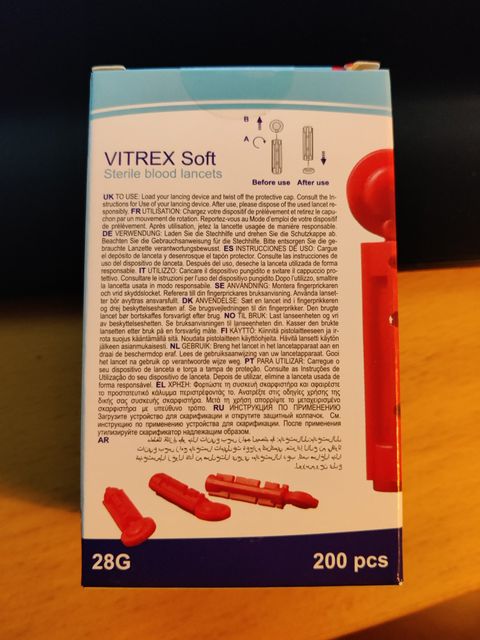 VITREX Soft
Sterile blood lancets
B
A
Before use After use
UK TO USE: Load your lancing device and twist off the protective cap. Consult the In-
structions for Use of your lancing device. After use, please dispose of the used lancet re-
sponsibly. FR UTILISATION: Chargez votre dispositif de prélèvement et retirez le capu-
chon par un mouvement de rotation. Reportez-vous au Mode d'emploi de votre dispositif
de prélèvement. Après utilisation, jetez la lancette usagée de manière responsable.
DE VERWENDUNG: Laden Sie die Stechhilfe und drehen Sie die Schutzkappe ab.
Beachten Sie die Gebrauchsanweisung für die Stechhilfe. Bitte entsorgen Sie die ge-
brauchte Lanzette verantwortungsbewusst. ES INSTRUCCIONES DE USO: Cargue
el depósito de lanceta y desenrosque el tapón protector. Consulte las instrucciones de
uso del dispositivo de lanceta. Después del uso, deseche la lanceta utilizada de forma
responsable. IT UTILIZZO: Caricare il dispositivo pungidito e svitare il cappuccio pro-
tettivo. Consultare le istruzioni per l'uso del dispositivo pungidito Dopo l'utilizzo, smaltire
la lancetta usata in modo responsabile. SE ANVÄNDNING: Montera fingerprickaren
och vrid skyddslocket. Referera till din fingerprickares bruksanvisning. Använda lanset-
ter bör avyttras ansvarsfullt. DK ANVENDELSE: Sæt en lancet ind i fingerprikkeren
og drej beskyttelseshætten af. Se brugsvejledningen til din fingerprikker. Den brugte
lancet bør bortskaffes forsvarligt efter brug. NO TIL BRUK: Last lanseenheten og vri
av beskyttelseshetten. Se bruksanvisningen til lanseenheten din. Kasser den brukte
lansetten etter bruk på en forsvarlig måte. FI KÄYTTÖ: Kiinnitä pistolaitteeseen ja ir-
rota suojus kääntämällä sitä. Noudata pistolaitteen käyttöohjeita. Hävitä lansetti käytön
jälkeen asianmukaisesti. NL GEBRUIK: Breng het lancet in het lancetapparaat aan en
draai de beschermdop eraf. Lees de gebruiksaanwijzing van uw lancetapparaat. Gooi
het lancet na gebruik op verantwoorde wijze weg. PT PARA UTILIZAR: Carregue o
seu dispositivo de lanceta e torça a tampa de proteção. Consulte as Instruções de
Utilização do seu dispositivo de lanceta. Depois de utilizar, elimine a lanceta usada de
forma responsável. EL ΧΡΗΣΗ: Φορτώστε τη συσκευή σκαρφιστήρα και αφαιρέστε
το προστατευτικό κάλυμμα περιστρέφοντάς το. Ανατρέξτε στις οδηγίες χρήσης της
δικής σας συσκευής σκαρφιστήρα. Μετά τη χρήση απορρίψτε το μεταχειρισμένο
σκαρφιστήρα με υπεύθυνο τρόπο. RU ИНСТРУКЦИЯ ПО ПРИМЕНЕНИЮ
Загрузите устройство для скарификации и открутите защитный колпачок. См.
инструкцию по применению устройства для скарификации. После применения
утилизируйте скарификатор надлежащим образом.
AR
28G 200 pcs